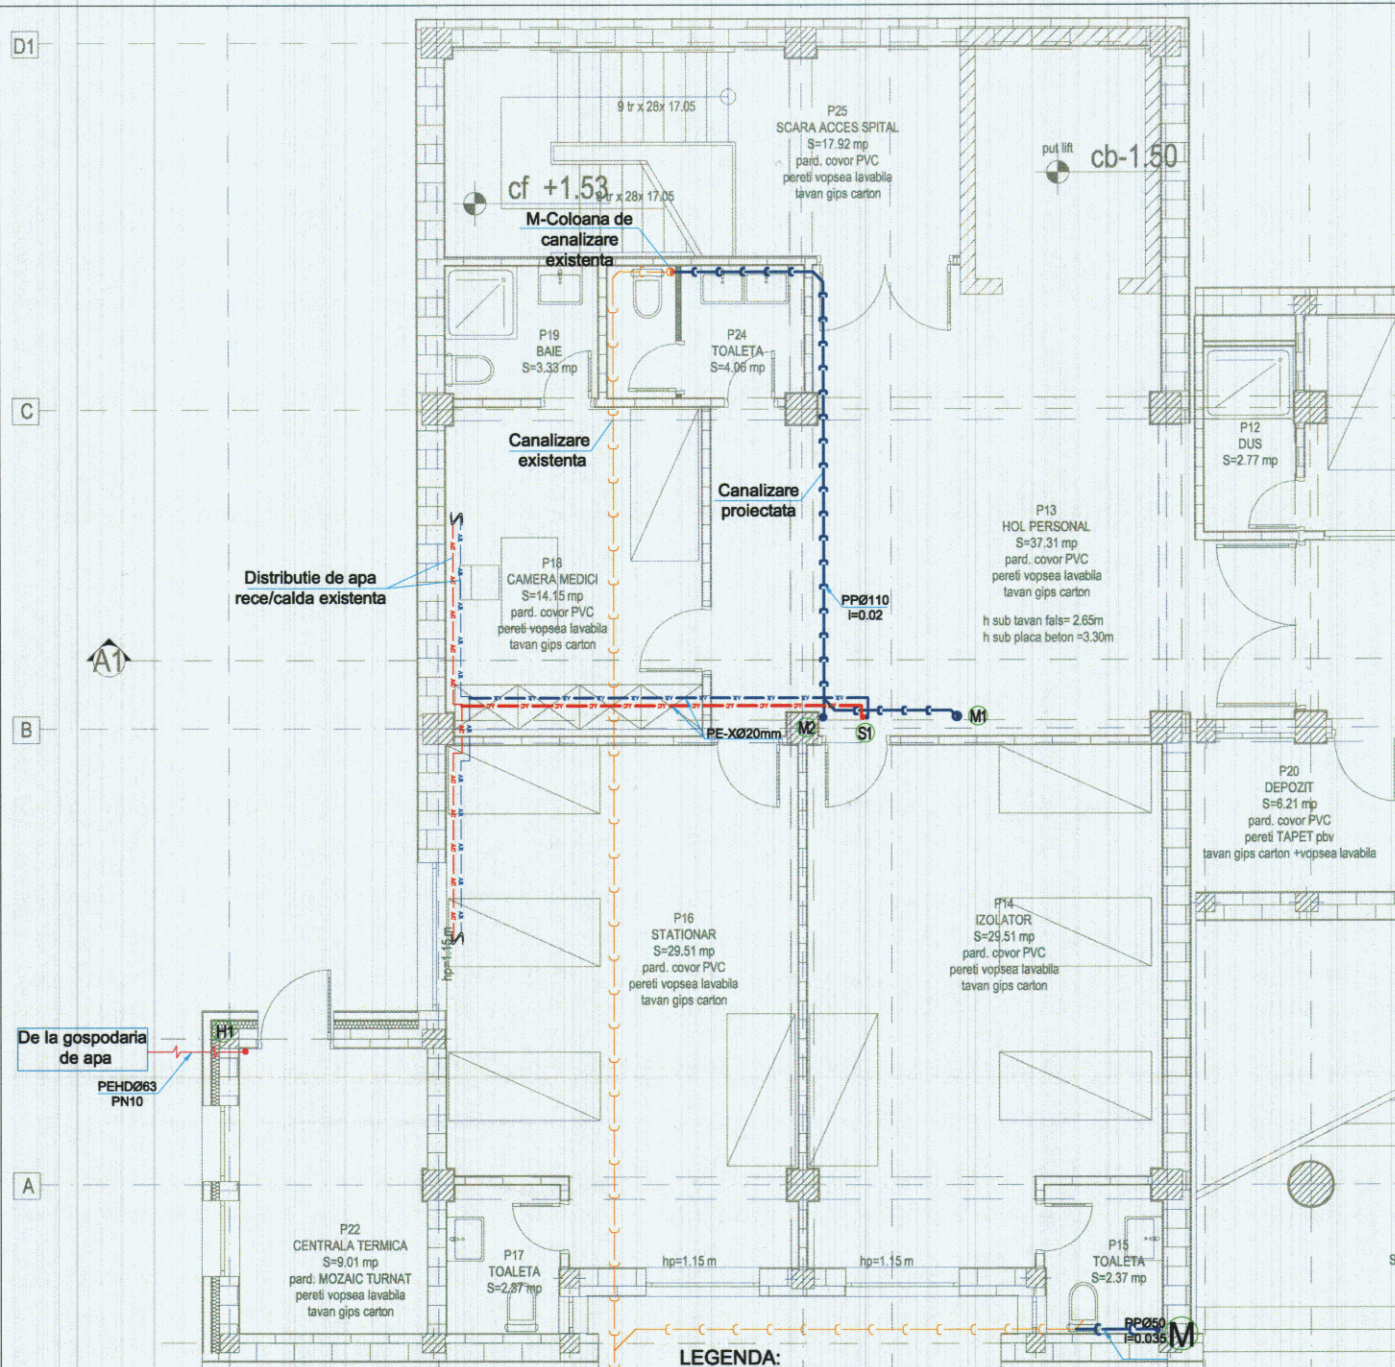 D1
9 tr x 28x 17.05
P25
SCARA ACCES SPITAL
S=17.92 mp
pard. covor PVC
pereti vopsea lavabila
tavan gips carton
put lift
cb-1.50
cf +1.53
tr x 28x 17.05
M-Coloana de
canalizare
existenta
P19
BAIE
S=3.33 mp
P24
TOALETA
S=4.06 mp
C
P12
DUS
S=2.77 mp
Canalizare
existenta
Canalizare
proiectata
P13
HOL PERSONAL
S=37.31 mp
pard. covor PVC
pereti vopsea lavabila
tavan gips carton
h sub tavan fals= 2.65m
h sub placa beton =3.30m
Distributie de apa
rece/calda existenta
P18
CAMERA MEDICI
S=14.15 mp
pard. covor PVC
pereti vopsea lavabila
tavan gips carton
PPØ110
i=0.02
A1
B
PE-XØ20mm
M2
S1
M1
P20
DEPOZIT
S=6.21 mp
pard. covor PVC
pereti TAPET pbv
tavan gips carton +vopsea lavabila
P16
STATIONAR
S=29.51 mp
pard. covor PVC
pereti vopsea lavabila
tavan gips carton
P14
IZOLATOR
S=29.51 mp
pard. covor PVC
pereti vopsea lavabila
tavan gips carton
hp=1.15 m
De la gospodaria
de apa
H1
PEHDØ63
PN10
A
P22
CENTRALA TERMICA
S=9.01 mp
pard. MOZAIC TURNAT
pereti vopsea lavabila
tavan gips carton
P17
TOALETA
S=2.37 mp
hp=1.15 m
hp=1.15 m
P15
TOALETA
S=2.37 mp
PPØ50
i=0.035
M
LEGENDA: